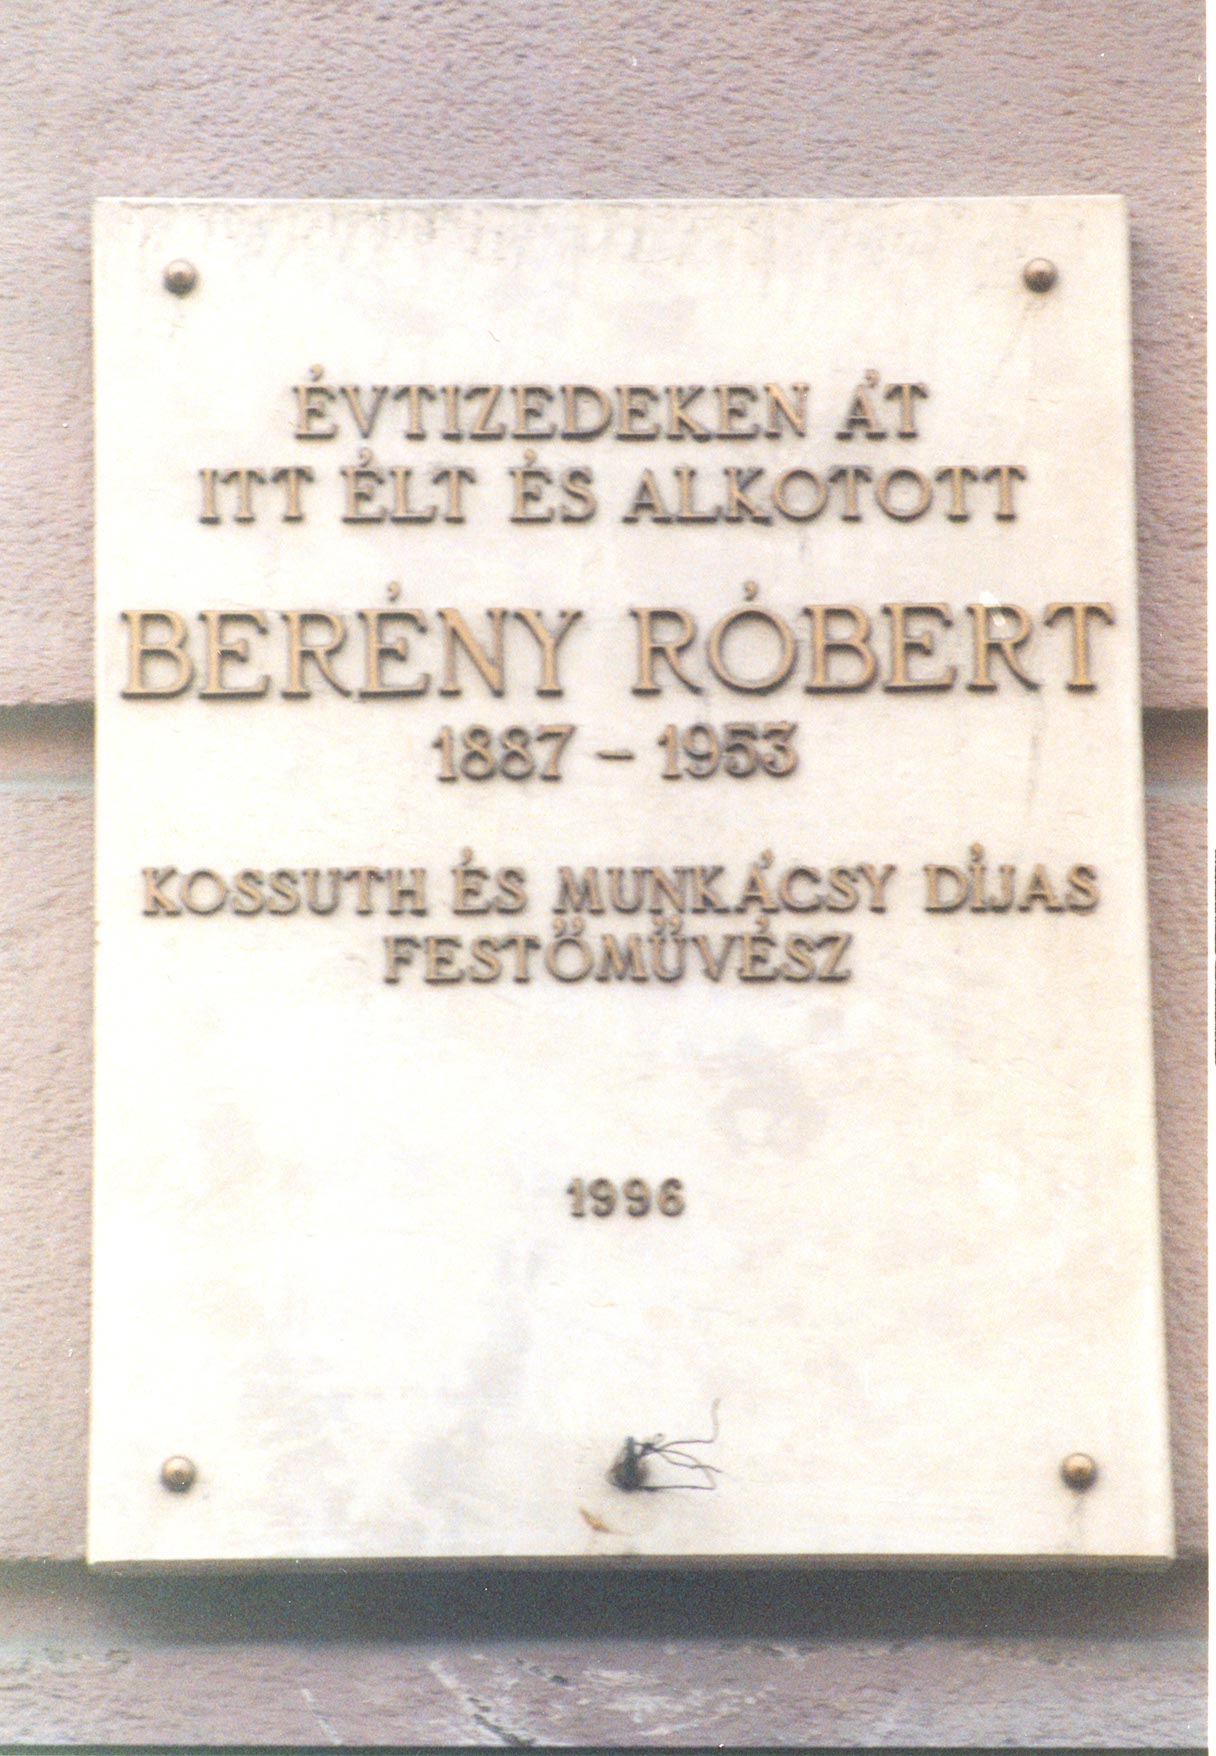 ÉVTIZEDEKEN ÁT
ITT ÉLT ÉS ALKOTOTT
BERÉNY RÓBERT
1887 – 1953
KOSSUTH ÉS MUNKÁCSY DÍJAS
FESTŐMŰVÉSZ
1996